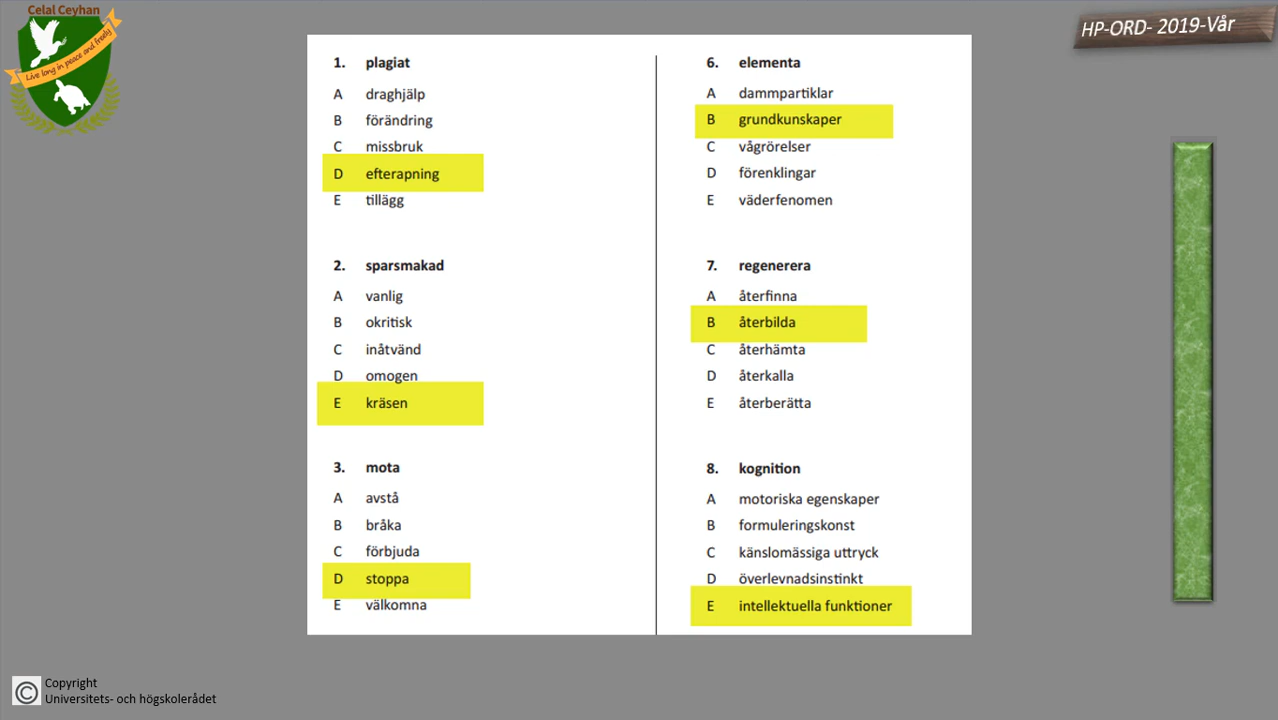 Celal Ceyhan
Live long in peace and freely
HP-ORD- 2019-Vår
1. plagiat
A draghjälp
B förändring
C missbruk
D efterapning
E tillägg
2. sparsmakad
A vanlig
B okritisk
C inåtvänd
D omogen
E kräsen
3. mota
A avstå
B bråka
C förbjuda
D stoppa
E välkomna
6. elementa
A dammpartiklar
B grundkunskaper
C vågrörelser
D förenklingar
E väderfenomen
7. regenerera
A återfinna
B återbilda
C återhämta
D återkalla
E återberätta
8. kognition
A motoriska egenskaper
B formuleringskonst
C känslomässiga uttryck
D överlevnadsinstinkt
E intellektuella funktioner
© Copyright
Universitets- och högskolerådet